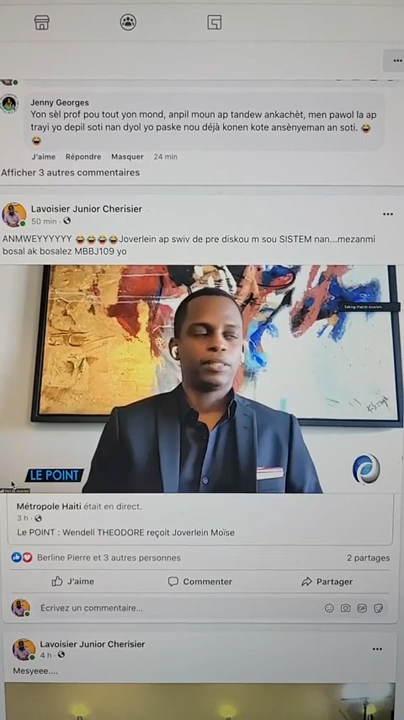 Jenny Georges
Yon sèl prof pou tout yon mond, anpil moun ap tandew ankachèt, men pawol la ap
trayi yo depil soti nan dyol yo paske nou déjà konen kote ansènyeman an soti. 😂
😂
J'aime Répondre Masquer 24 min
Afficher 3 autres commentaires
Lavoisier Junior Cherisier
50 min ·
ANMWEYYYYYY 😂😂😂😂Joverlein ap swiv de pre diskou m sou SISTEM nan...mezanmi
bosal ak bosalez MBBJ109 yo
LE POINT
Métropole Haiti était en direct.
3 h ·
Le POINT : Wendell THEODORE reçoit Joverlein Moïse
Berline Pierre et 3 autres personnes 2 partages
J'aime Commenter Partager
Écrivez un commentaire...
GIF
Lavoisier Junior Cherisier
4 h ·
Mesyeee....